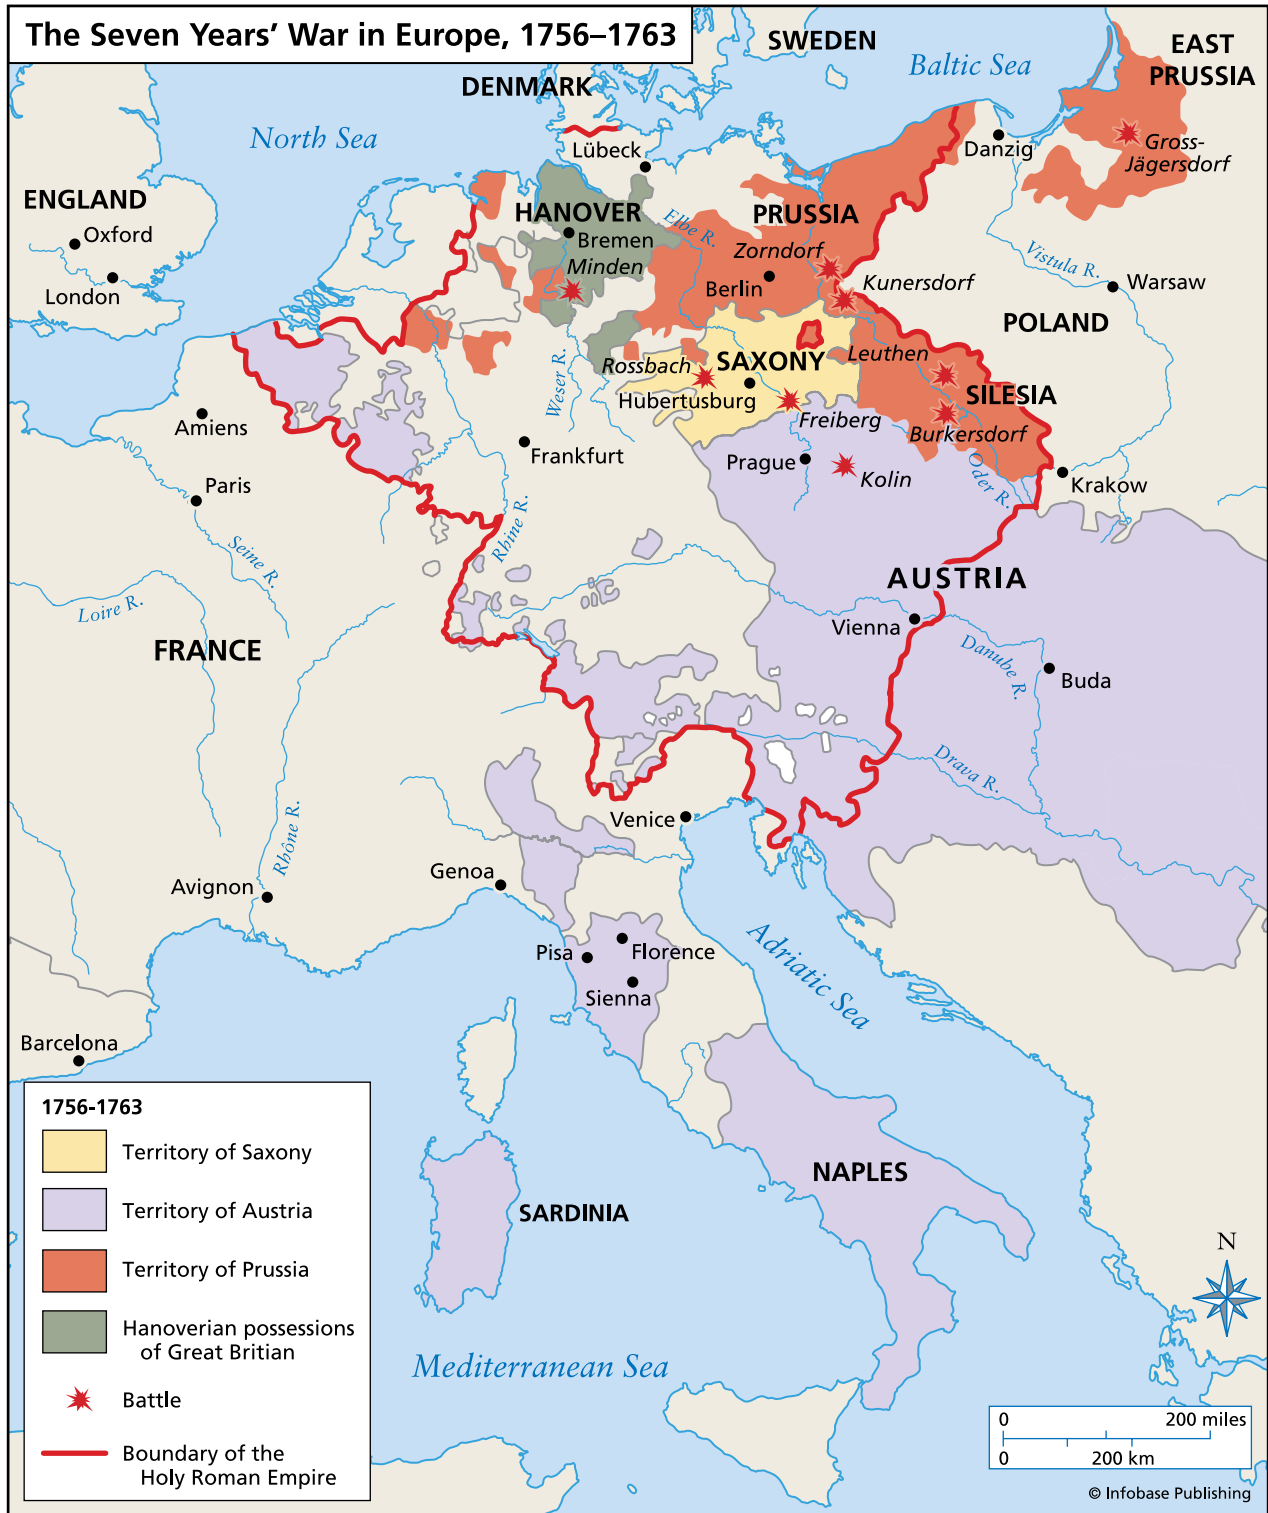 The Seven Years' War in Europe, 1756–1763
SWEDEN
EAST
PRUSSIA
Baltic Sea
DENMARK
North Sea
Lübeck
Danzig
Gross-
Jägersdorf
ENGLAND
Oxford
London
HANOVER
Bremen
Minden
Elbe R.
PRUSSIA
Zorndorf
Berlin
Kunersdorf
Vistula R.
Warsaw
POLAND
Rossbach
SAXONY
Hubertusburg
Leuthen
SILESIA
Freiberg
Burkersdorf
Weser R.
Amiens
Frankfurt
Prague
Kolin
Oder R.
Krakow
Paris
Seine R.
Rhine R.
Loire R.
AUSTRIA
FRANCE
Vienna
Danube R.
Buda
Drava R.
Venice
Rhône R.
Genoa
Avignon
Pisa
Florence
Sienna
Adriatic Sea
Barcelona
NAPLES
SARDINIA
Mediterranean Sea
1756-1763
Territory of Saxony
Territory of Austria
Territory of Prussia
Hanoverian possessions
of Great Britian
Battle
Boundary of the
Holy Roman Empire
N
0 200 miles
0 200 km
© Infobase Publishing